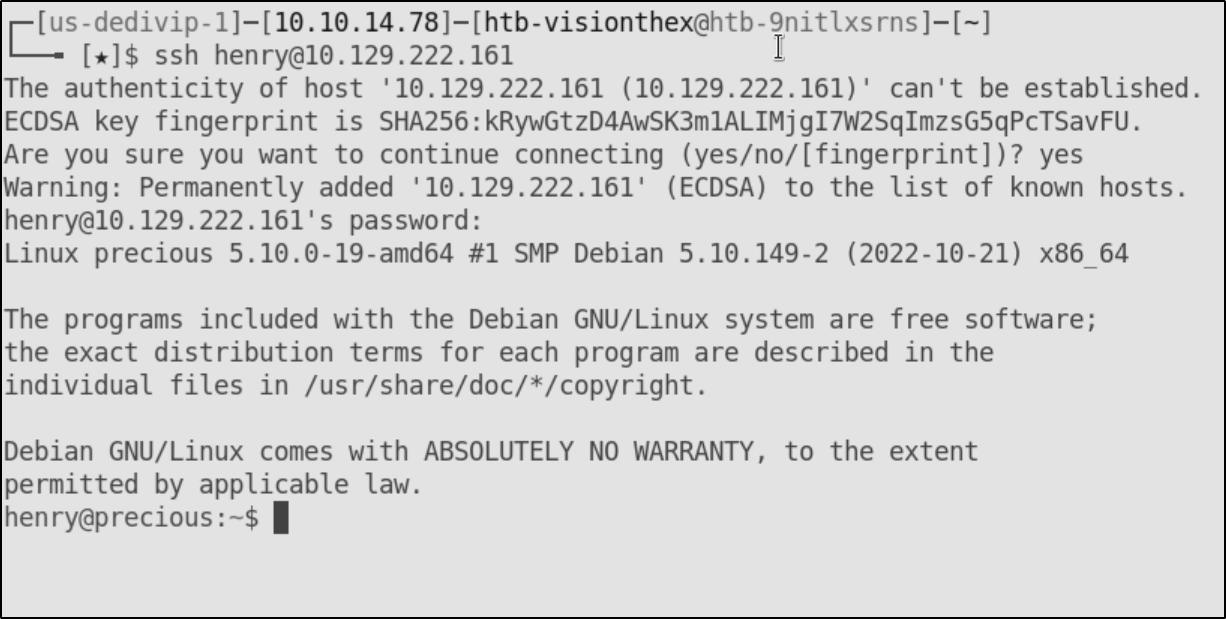 ┌─[us-dedivip-1]─[10.10.14.78]─[htb-visionthex@htb-9nitlxsrns]─[~]
└──╼ [★]$ ssh henry@10.129.222.161
The authenticity of host '10.129.222.161 (10.129.222.161)' can't be established.
ECDSA key fingerprint is SHA256:kRywGtzD4AwSK3m1ALIMjgI7W2SqImzsG5qPcTSavFU.
Are you sure you want to continue connecting (yes/no/[fingerprint])? yes
Warning: Permanently added '10.129.222.161' (ECDSA) to the list of known hosts.
henry@10.129.222.161's password:
Linux precious 5.10.0-19-amd64 #1 SMP Debian 5.10.149-2 (2022-10-21) x86_64
The programs included with the Debian GNU/Linux system are free software;
the exact distribution terms for each program are described in the
individual files in /usr/share/doc/*/copyright.
Debian GNU/Linux comes with ABSOLUTELY NO WARRANTY, to the extent
permitted by applicable law.
henry@precious:~$